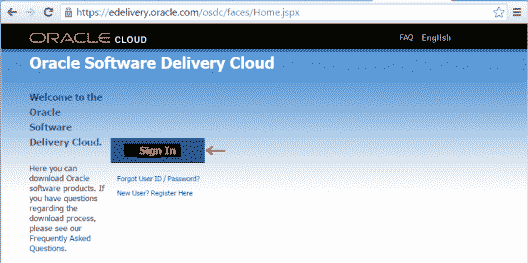 https://edelivery.oracle.com/osdc/faces/Home.jspx
ORACLE CLOUD
FAQ English
Oracle Software Delivery Cloud
Welcome to the
Oracle
Software
Delivery Cloud.
Sign In
Here you can
download Oracle
software products. If
you have questions
regarding the
download process,
please see our
Frequently Asked
Questions.
Forgot User ID / Password?
New User? Register Here